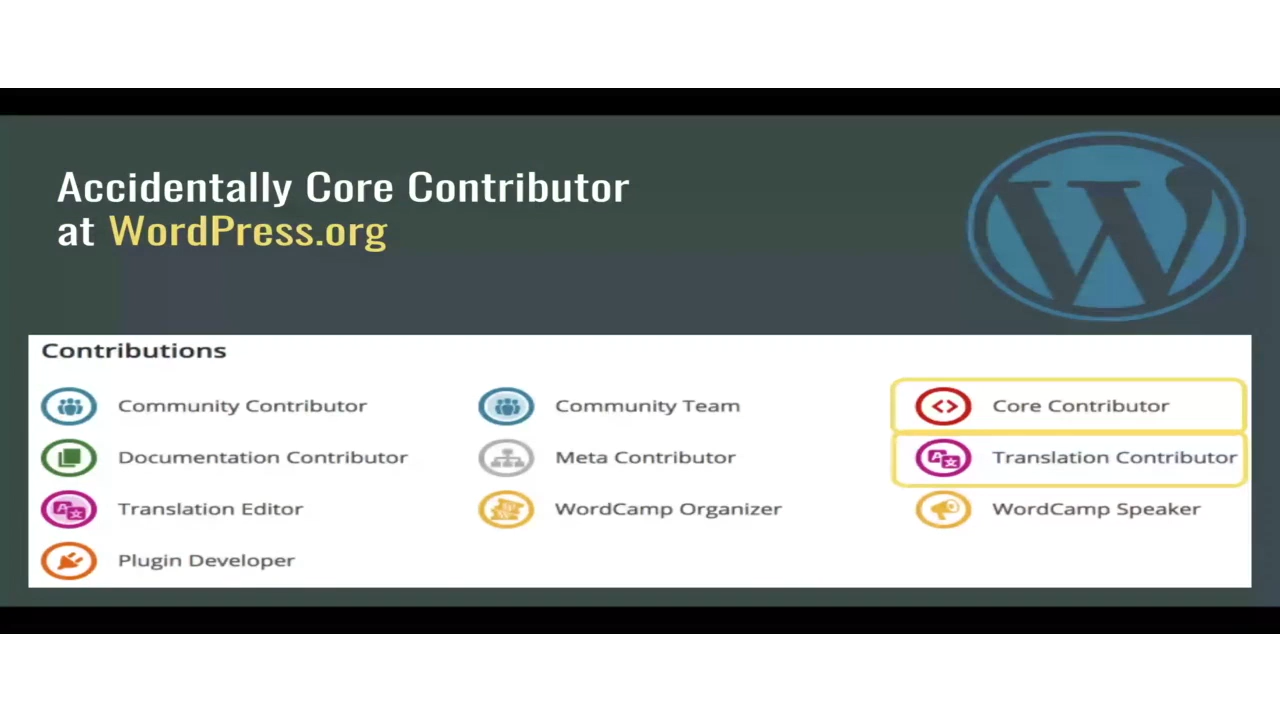 Accidentally Core Contributor
at WordPress.org
Contributions
Community Contributor
Community Team
Core Contributor
Documentation Contributor
Meta Contributor
Translation Contributor
Translation Editor
WordCamp Organizer
WordCamp Speaker
Plugin Developer